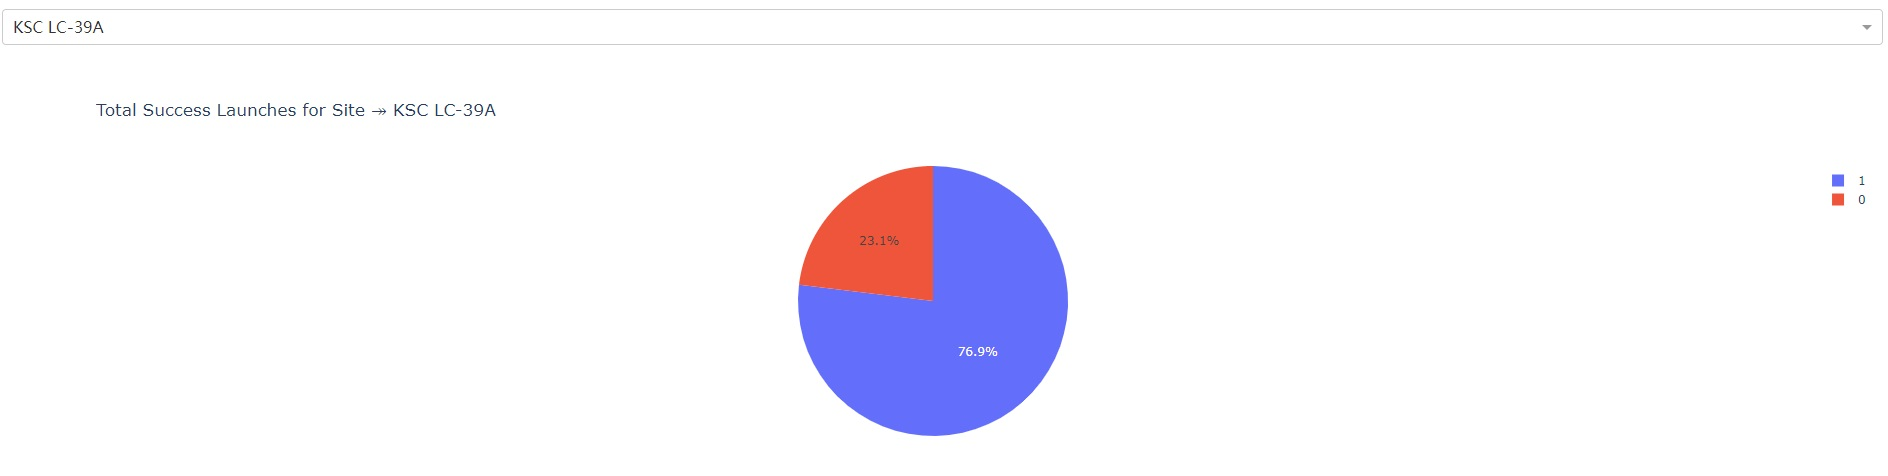 KSC LC-39A
Total Success Launches for Site ↠ KSC LC-39A
1
0
23.1%
76.9%